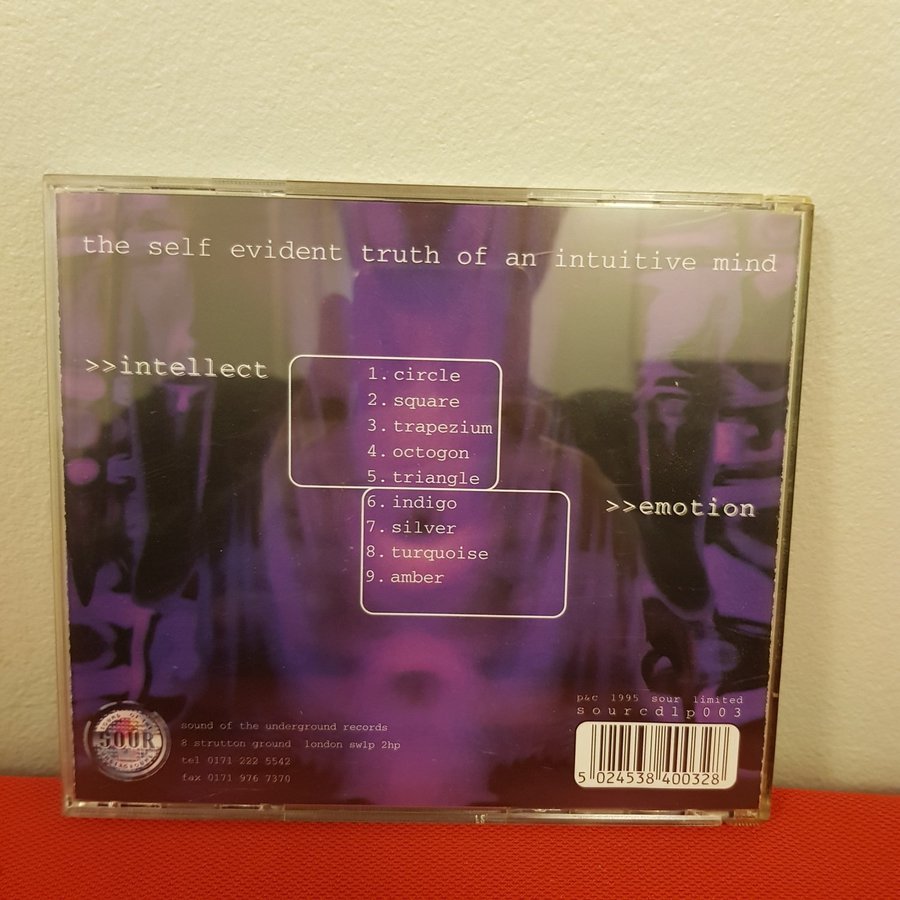 the self evident truth of an intuitive mind
>>intellect
1. circle
2. square
3. trapezium
4. octogon
5. triangle
6. indigo
7. silver
8. turquoise
9. amber
>>emotion
p&c 1995 sour limited
sourcdlp003
SOUR
sound of the underground records
8 strutton ground london sw1p 2hp
tel 0171 222 5542
fax 0171 976 7370
5 024538 400328